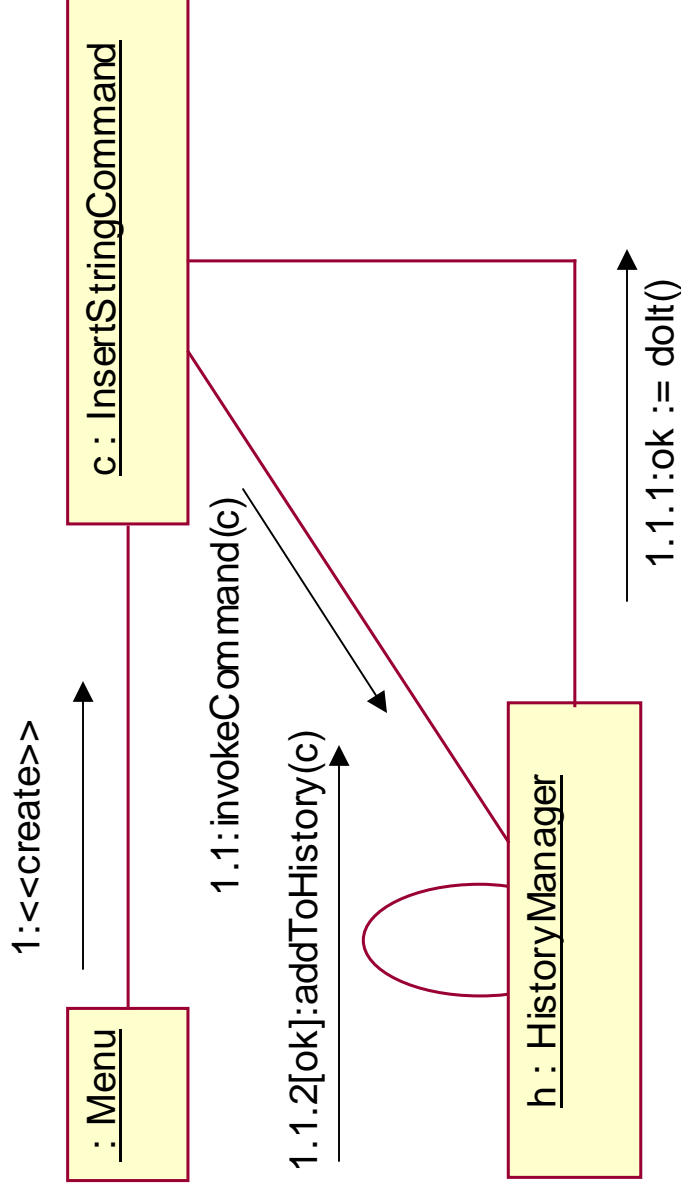 1:<<create>>
: Menu
c : InsertStringCommand
1.1:invokeCommand(c)
1.1.2[ok]:addToHistory(c)
h : HistoryManager
1.1.1:ok := doIt()